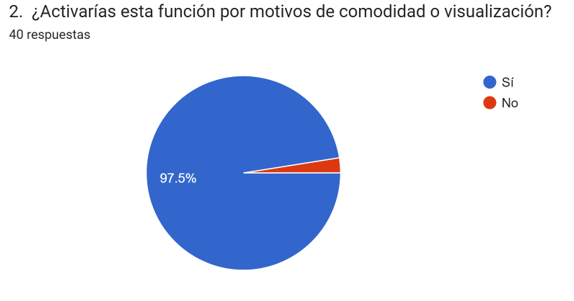 2. ¿Activarías esta función por motivos de comodidad o visualización?
40 respuestas
Sí
No
97.5%